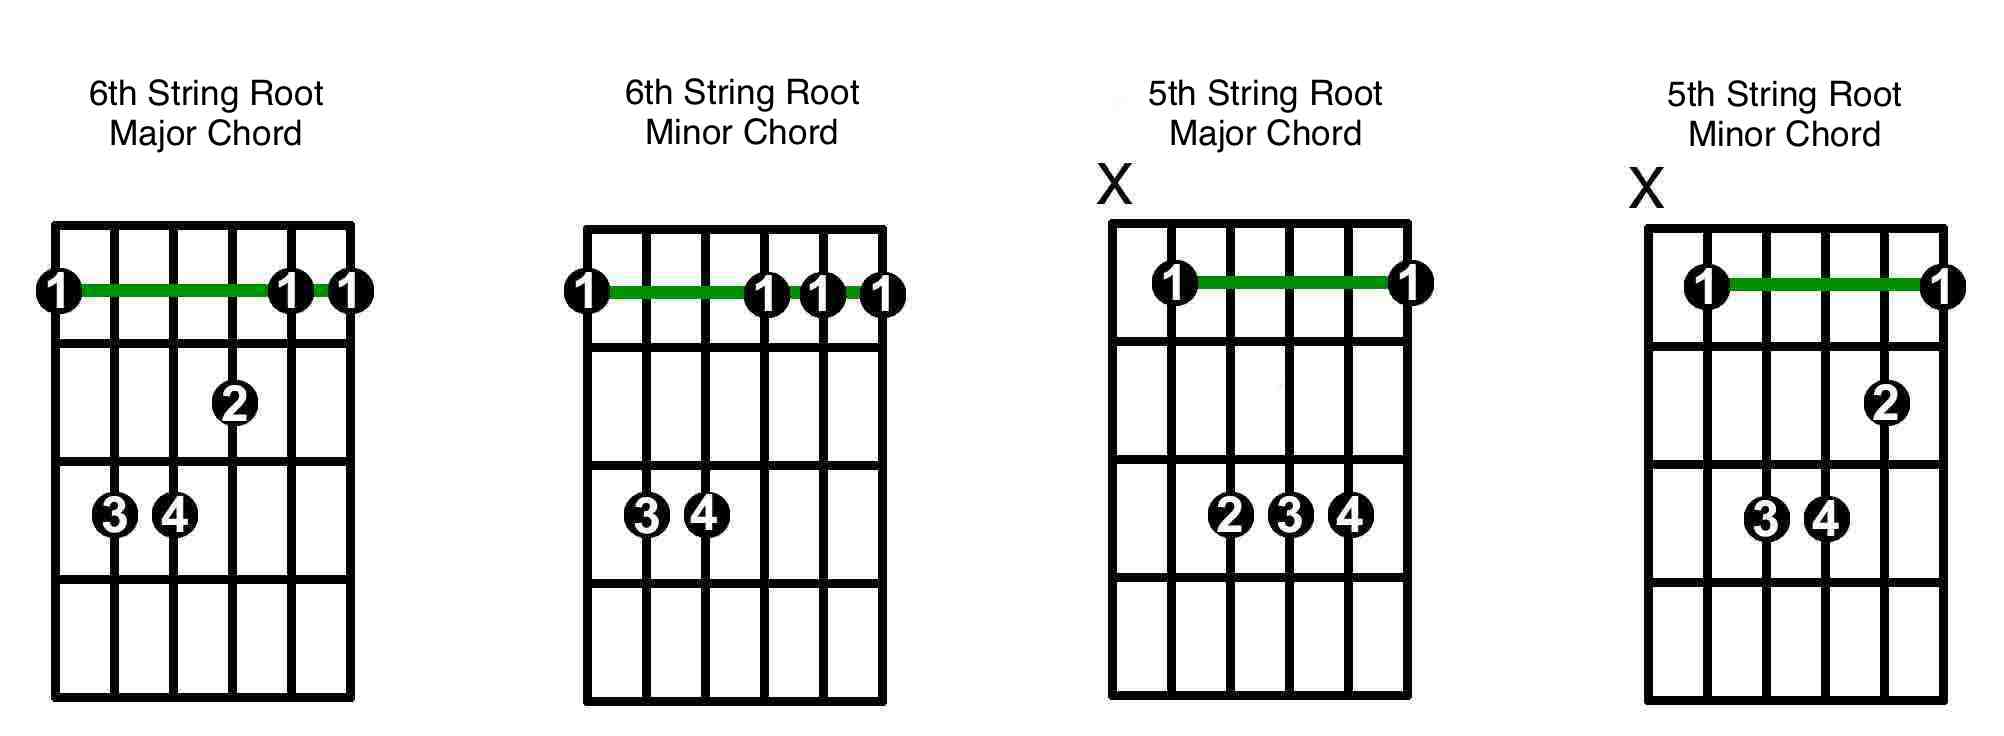 6th String Root
Major Chord
1 1 1
2
3 4
6th String Root
Minor Chord
1 1 1 1
3 4
5th String Root
Major Chord
X
1 1
2 3 4
5th String Root
Minor Chord
X
1 1
2
3 4